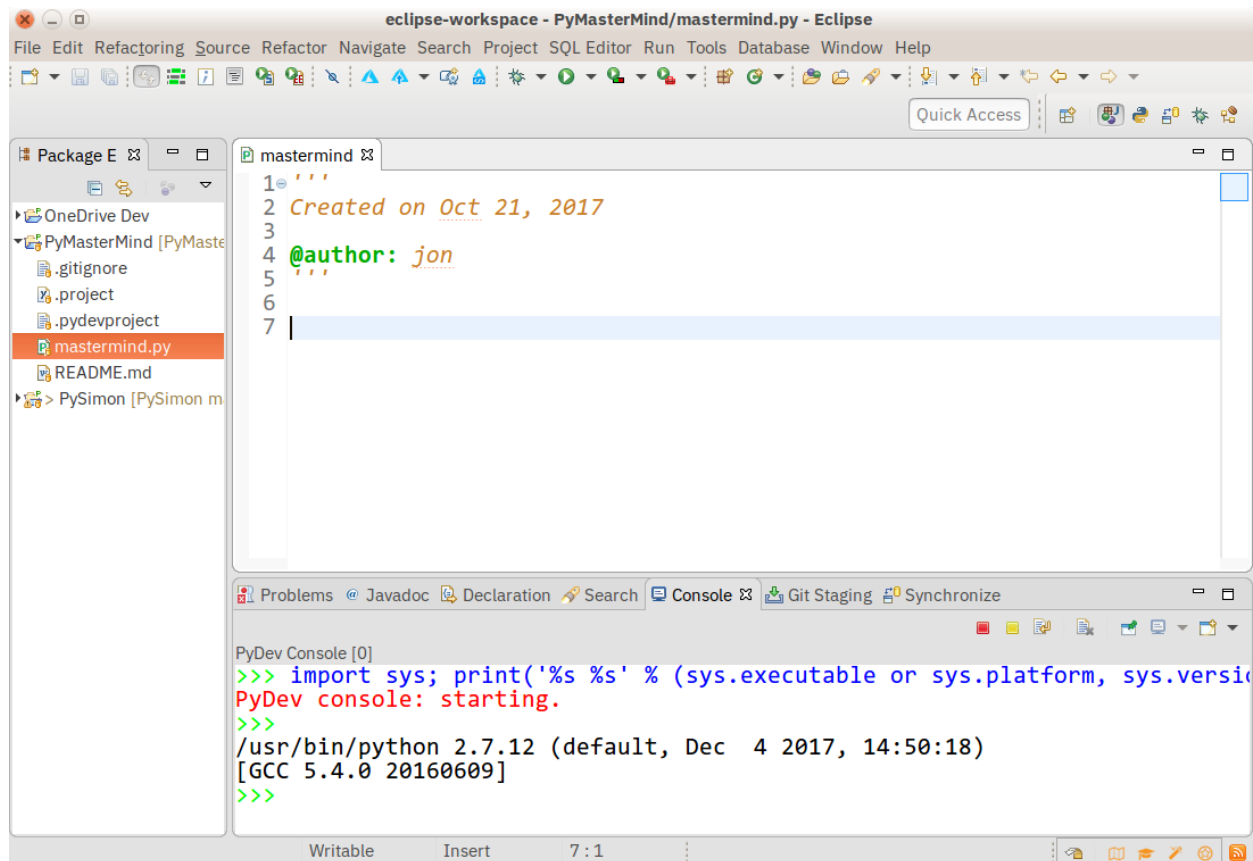 eclipse-workspace - PyMasterMind/mastermind.py - Eclipse
File Edit Refactoring Source Refactor Navigate Search Project SQL Editor Run Tools Database Window Help
Quick Access
Package E
OneDrive Dev
PyMasterMind [PyMaste
.gitignore
.project
.pydevproject
mastermind.py
README.md
> PySimon [PySimon m
mastermind
1 '''
2 Created on Oct 21, 2017
3
4 @author: jon
5 '''
6
7
Problems @ Javadoc Declaration Search Console Git Staging Synchronize
PyDev Console [0]
>>> import sys; print('%s %s' % (sys.executable or sys.platform, sys.versi
PyDev console: starting.
>>>
/usr/bin/python 2.7.12 (default, Dec  4 2017, 14:50:18)
[GCC 5.4.0 20160609]
>>>
Writable Insert 7 : 1